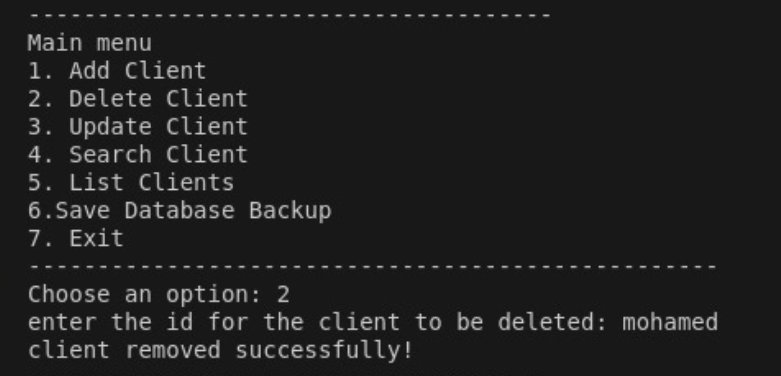 --------------------------------------
Main menu
1. Add Client
2. Delete Client
3. Update Client
4. Search Client
5. List Clients
6.Save Database Backup
7. Exit
--------------------------------------------------
Choose an option: 2
enter the id for the client to be deleted: mohamed
client removed successfully!